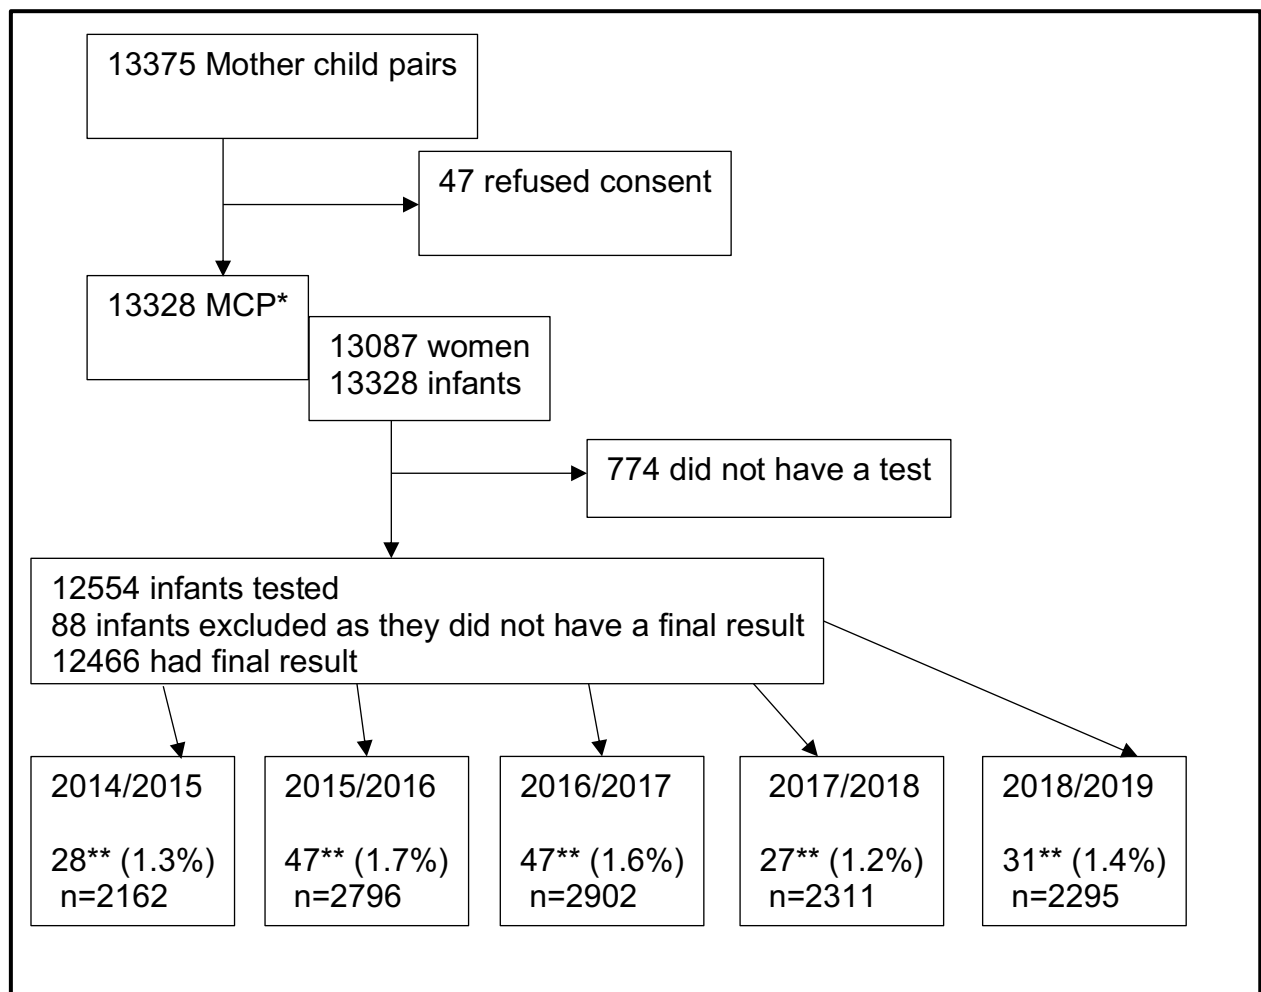 13375 Mother child pairs
47 refused consent
13328 MCP*
13087 women
13328 infants
774 did not have a test
12554 infants tested
88 infants excluded as they did not have a final result
12466 had final result
2014/2015
28** (1.3%)
n=2162
2015/2016
47** (1.7%)
n=2796
2016/2017
47** (1.6%)
n=2902
2017/2018
27** (1.2%)
n=2311
2018/2019
31** (1.4%)
n=2295